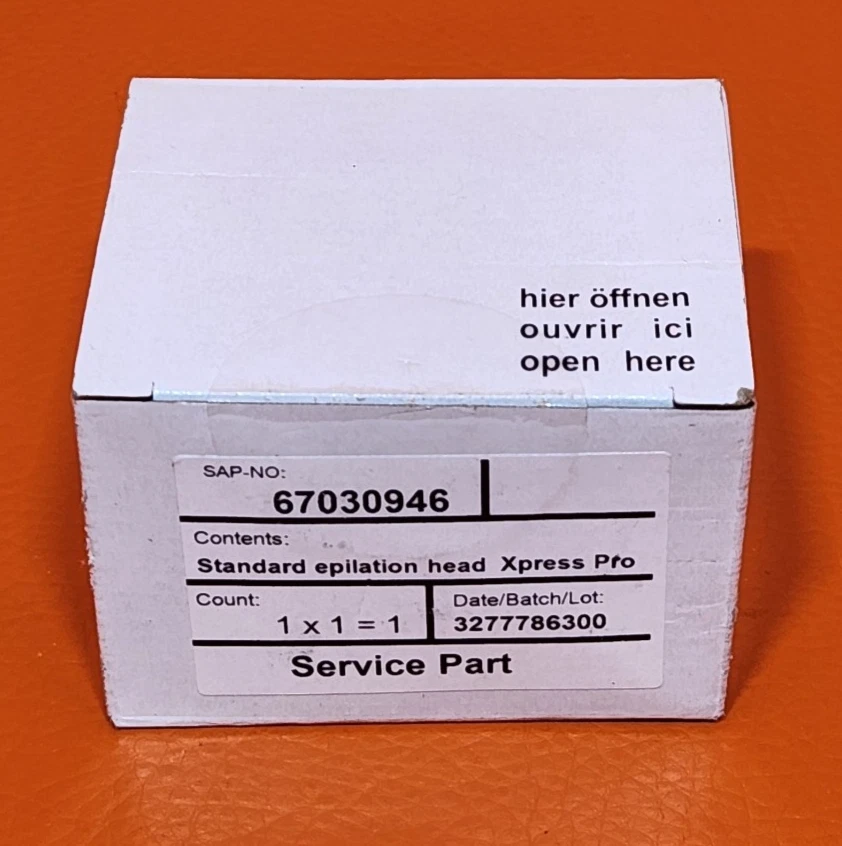 hier öffnen
ouvrir ici
open here
SAP-NO:
67030946
Contents:
Standard epilation head Xpress Pro
Count:
1 x 1 = 1
Date/Batch/Lot:
3277786300
Service Part